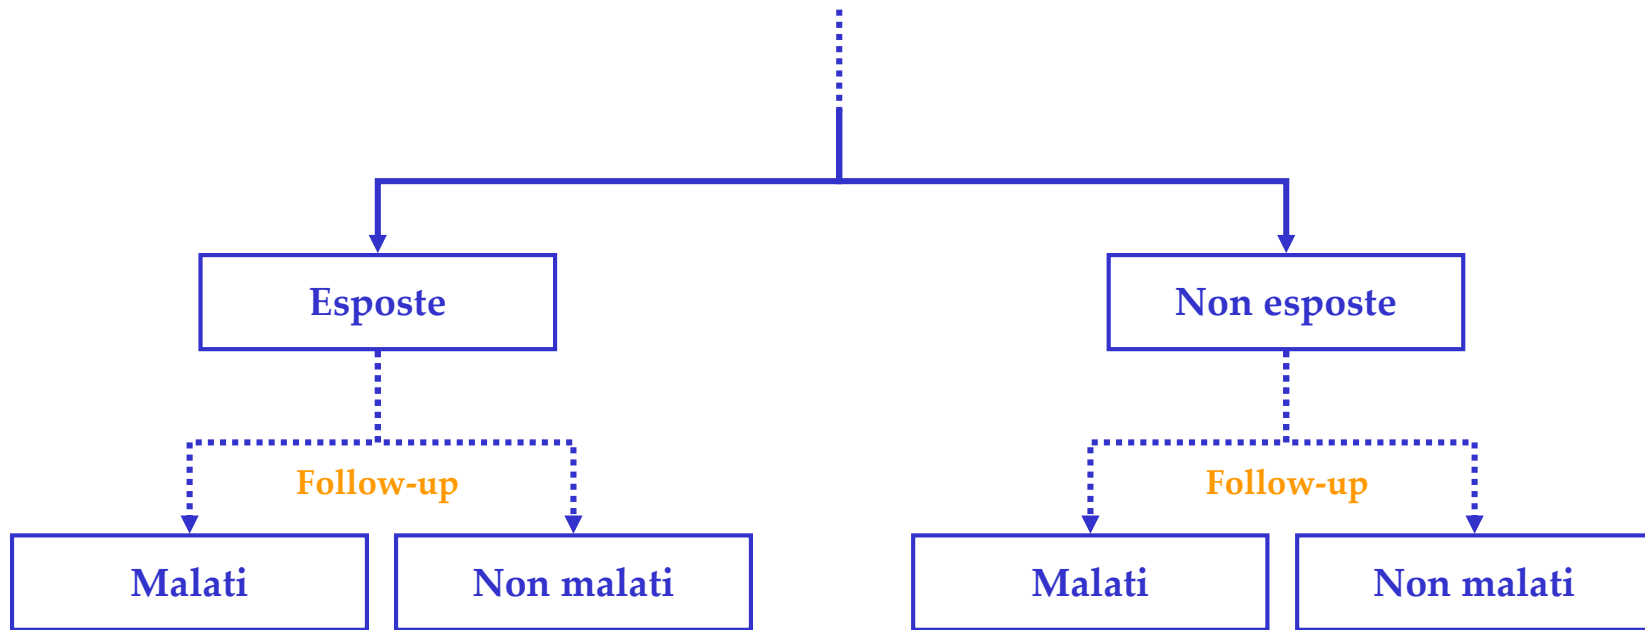 Esposte
Non esposte
Follow-up
Follow-up
Malati
Non malati
Malati
Non malati